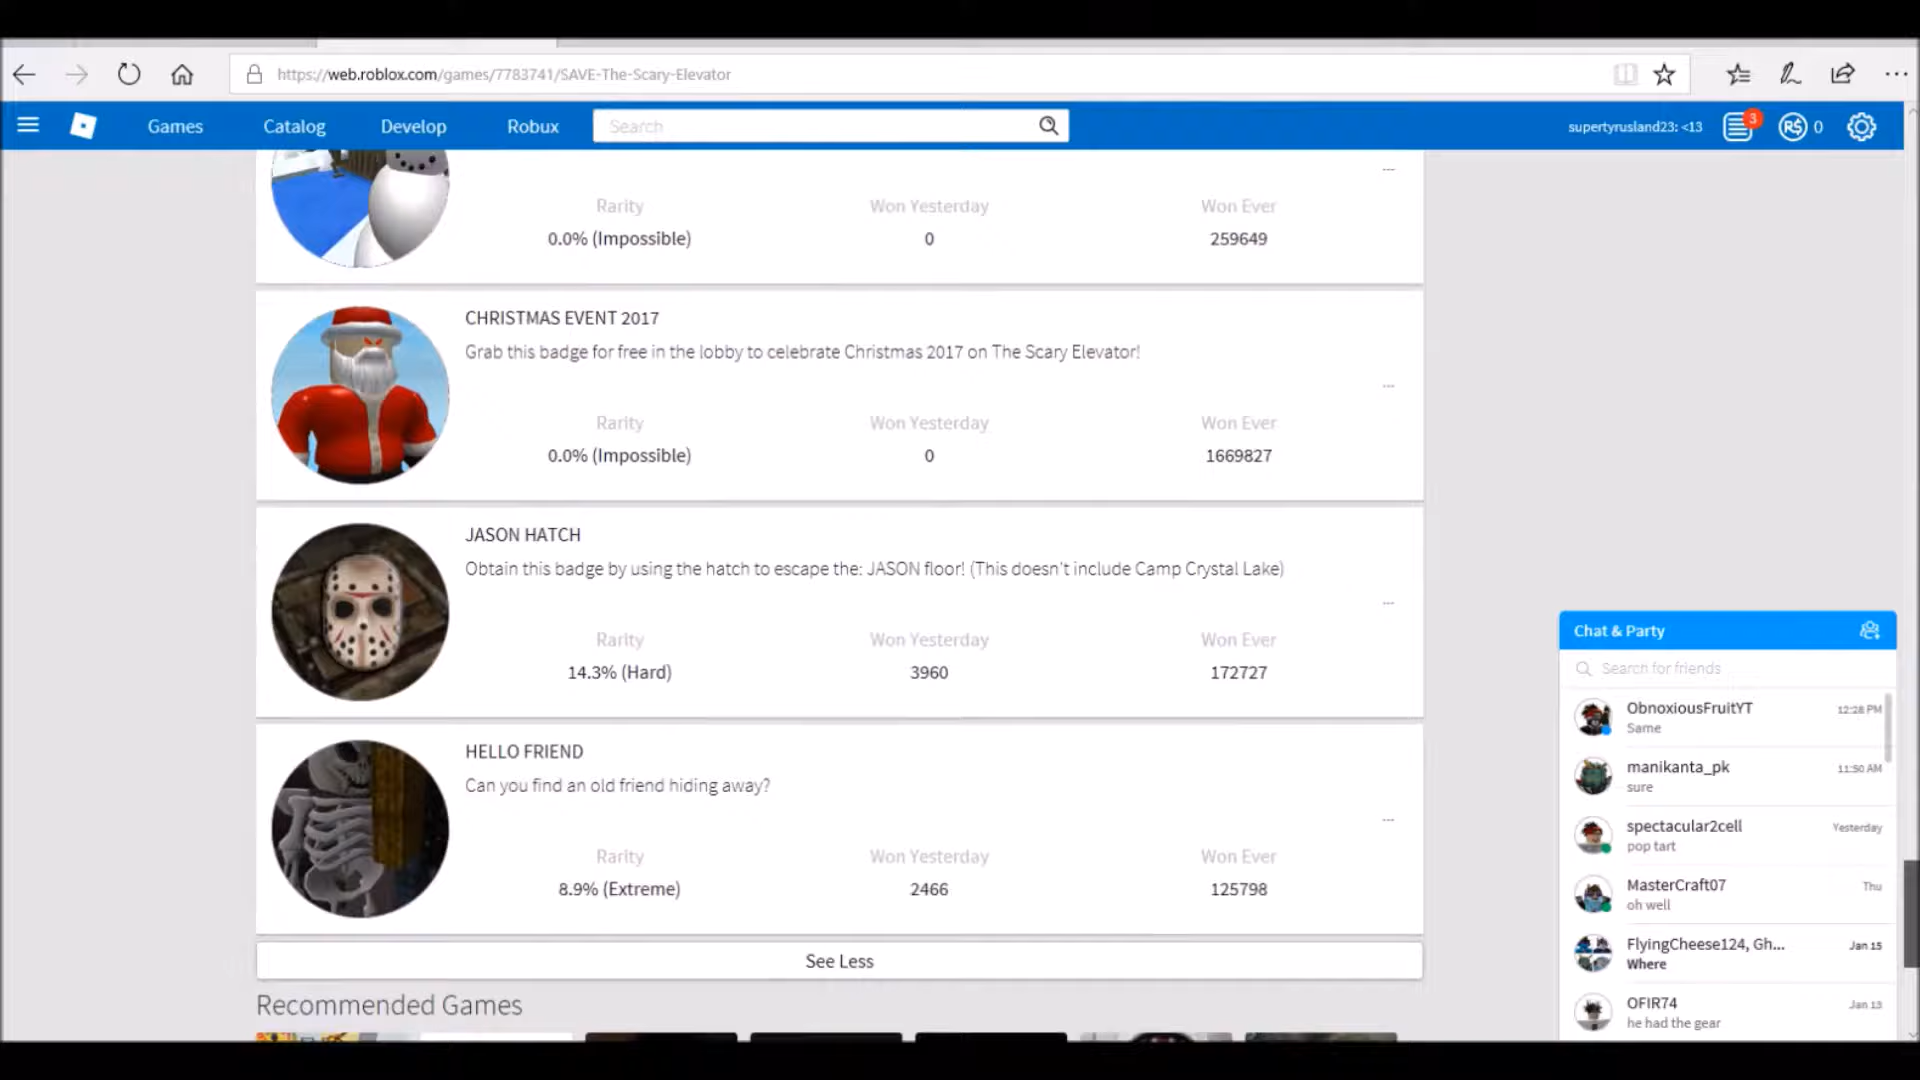 https://web.roblox.com/games/7783741/SAVE-The-Scary-Elevator
Games
Catalog
Develop
Robux
Search
supertyrusland23: <13
3
R$ 0
Rarity
Won Yesterday
Won Ever
0.0% (Impossible)
0
259649
CHRISTMAS EVENT 2017
Grab this badge for free in the lobby to celebrate Christmas 2017 on The Scary Elevator!
Rarity
Won Yesterday
Won Ever
0.0% (Impossible)
0
1669827
JASON HATCH
Obtain this badge by using the hatch to escape the: JASON floor! (This doesn't include Camp Crystal Lake)
Rarity
Won Yesterday
Won Ever
14.3% (Hard)
3960
172727
HELLO FRIEND
Can you find an old friend hiding away?
Rarity
Won Yesterday
Won Ever
8.9% (Extreme)
2466
125798
See Less
Recommended Games
Chat & Party
Search for friends
ObnoxiousFruitYT
12:28 PM
Same
manikanta_pk
11:50 AM
sure
spectacular2cell
Yesterday
pop tart
MasterCraft07
Thu
oh well
FlyingCheese124, Gh...
Jan 15
Where
OFIR74
Jan 13
he had the gear